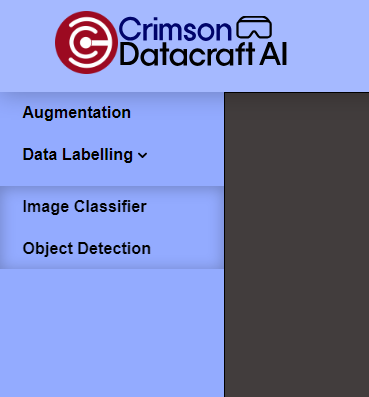 Crimson
Datacraft AI
Augmentation
Data Labelling
Image Classifier
Object Detection